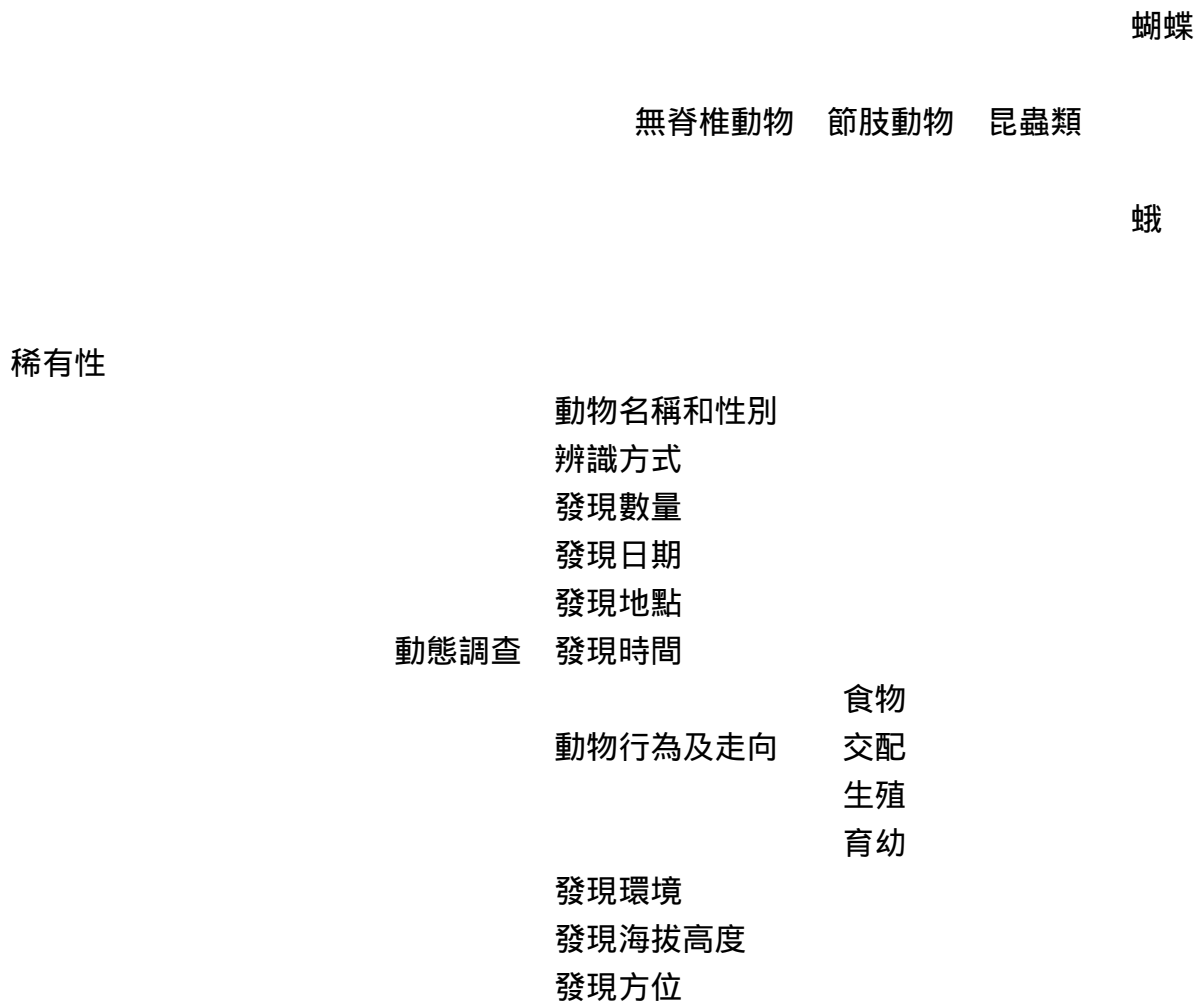 蝴蝶
無脊椎動物 節肢動物 昆蟲類
蛾
稀有性
動物名稱和性別
辨識方式
發現數量
發現日期
發現地點
動態調查 發現時間
食物
動物行為及走向 交配
生殖
育幼
發現環境
發現海拔高度
發現方位